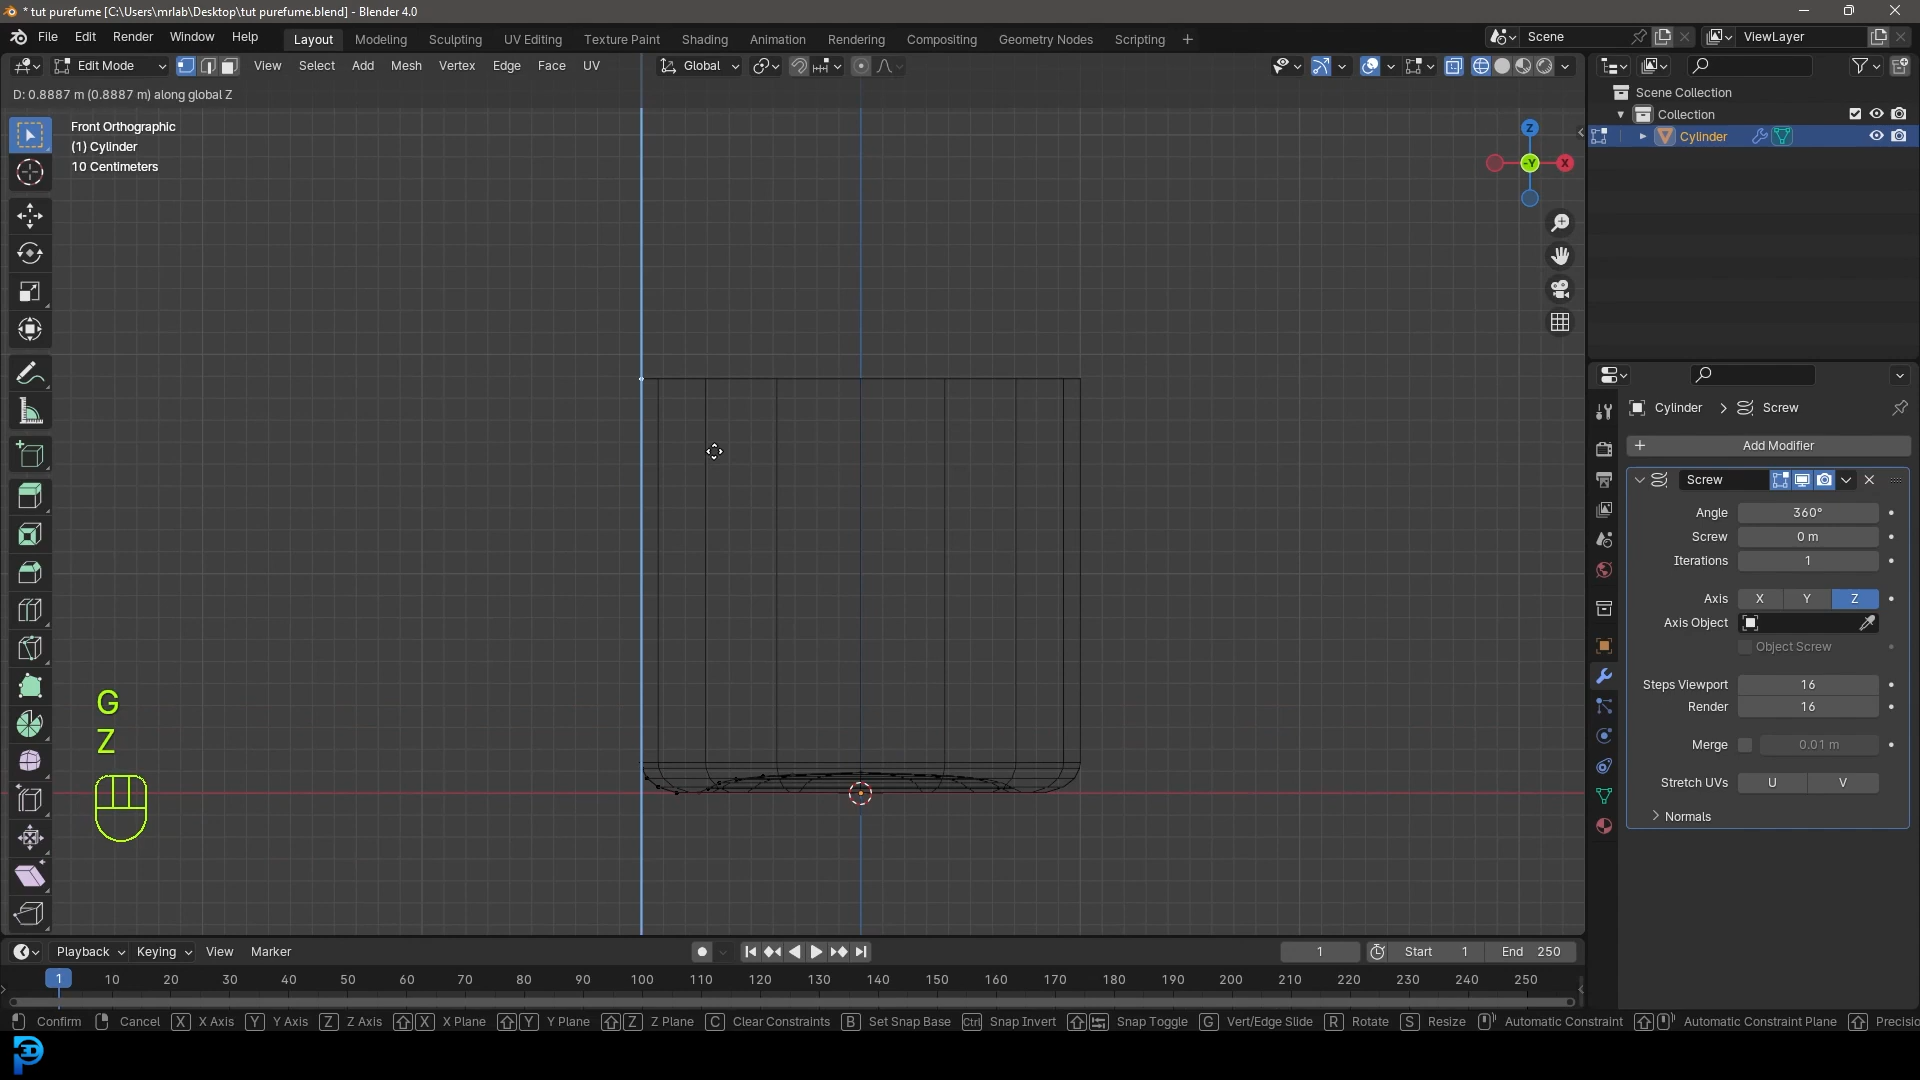 * tut purefume [C:\Users\mrlab\Desktop\tut purefume.blend] - Blender 4.0
File Edit Render Window Help
Layout Modeling Sculpting UV Editing Texture Paint Shading Animation Rendering Compositing Geometry Nodes Scripting +
Scene
ViewLayer
Edit Mode View Select Add Mesh Vertex Edge Face UV
Global
D: 0.8887 m (0.8887 m) along global Z
Front Orthographic
(1) Cylinder
10 Centimeters
Z
-Y
X
G
Z
Scene Collection
Collection
Cylinder
Cylinder > Screw
+ Add Modifier
Screw
Angle 360°
Screw 0 m
Iterations 1
Axis X Y Z
Axis Object
Object Screw
Steps Viewport 16
Render 16
Merge 0.01 m
Stretch UVs U V
Normals
Playback Keying View Marker
1 Start 1 End 250
1 10 20 30 40 50 60 70 80 90 100 110 120 130 140 150 160 170 180 190 200 210 220 230 240 250
Confirm Cancel X X Axis Y Y Axis Z Z Axis X X Plane Y Y Plane Z Z Plane C Clear Constraints B Set Snap Base Ctrl Snap Invert Snap Toggle G Vert/Edge Slide R Rotate S Resize Automatic Constraint Automatic Constraint Plane Precisio